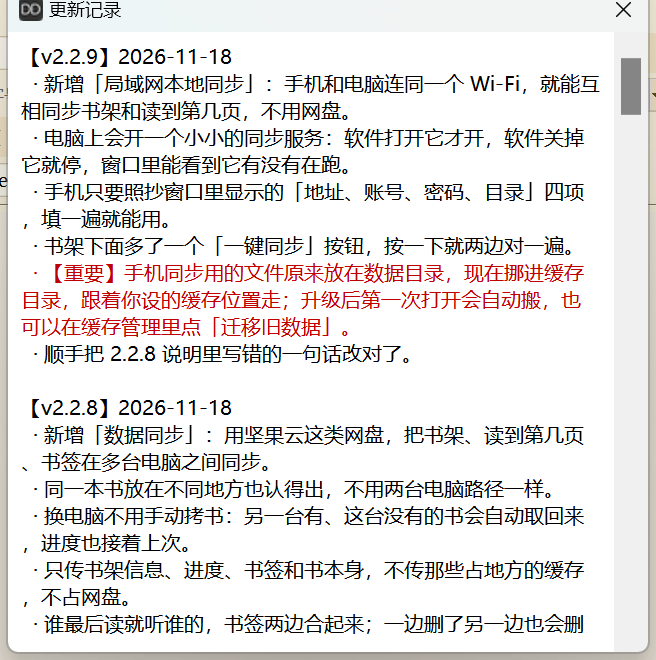 DD 更新记录
【v2.2.9】2026-11-18
· 新增「局域网本地同步」：手机和电脑连同一个 Wi-Fi，就能互
相同步书架和读到第几页，不用网盘。
· 电脑上会开一个小小的同步服务：软件打开它才开，软件关掉
它就停，窗口里能看到它有没有在跑。
· 手机只要照抄窗口里显示的「地址、账号、密码、目录」四项
，填一遍就能用。
· 书架下面多了一个「一键同步」按钮，按一下就两边对一遍。
· 【重要】手机同步用的文件原来放在数据目录，现在挪进缓存
目录，跟着你设的缓存位置走；升级后第一次打开会自动搬，也
可以在缓存管理里点「迁移旧数据」。
· 顺手把 2.2.8 说明里写错的一句话改对了。
【v2.2.8】2026-11-18
· 新增「数据同步」：用坚果云这类网盘，把书架、读到第几页
、书签在多台电脑之间同步。
· 同一本书放在不同地方也认得出，不用两台电脑路径一样。
· 换电脑不用手动拷书：另一台有、这台没有的书会自动取回来
，进度也接着上次。
· 只传书架信息、进度、书签和书本身，不传那些占地方的缓存
，不占网盘。
· 谁最后读就听谁的，书签两边合起来；一边删了另一边也会删